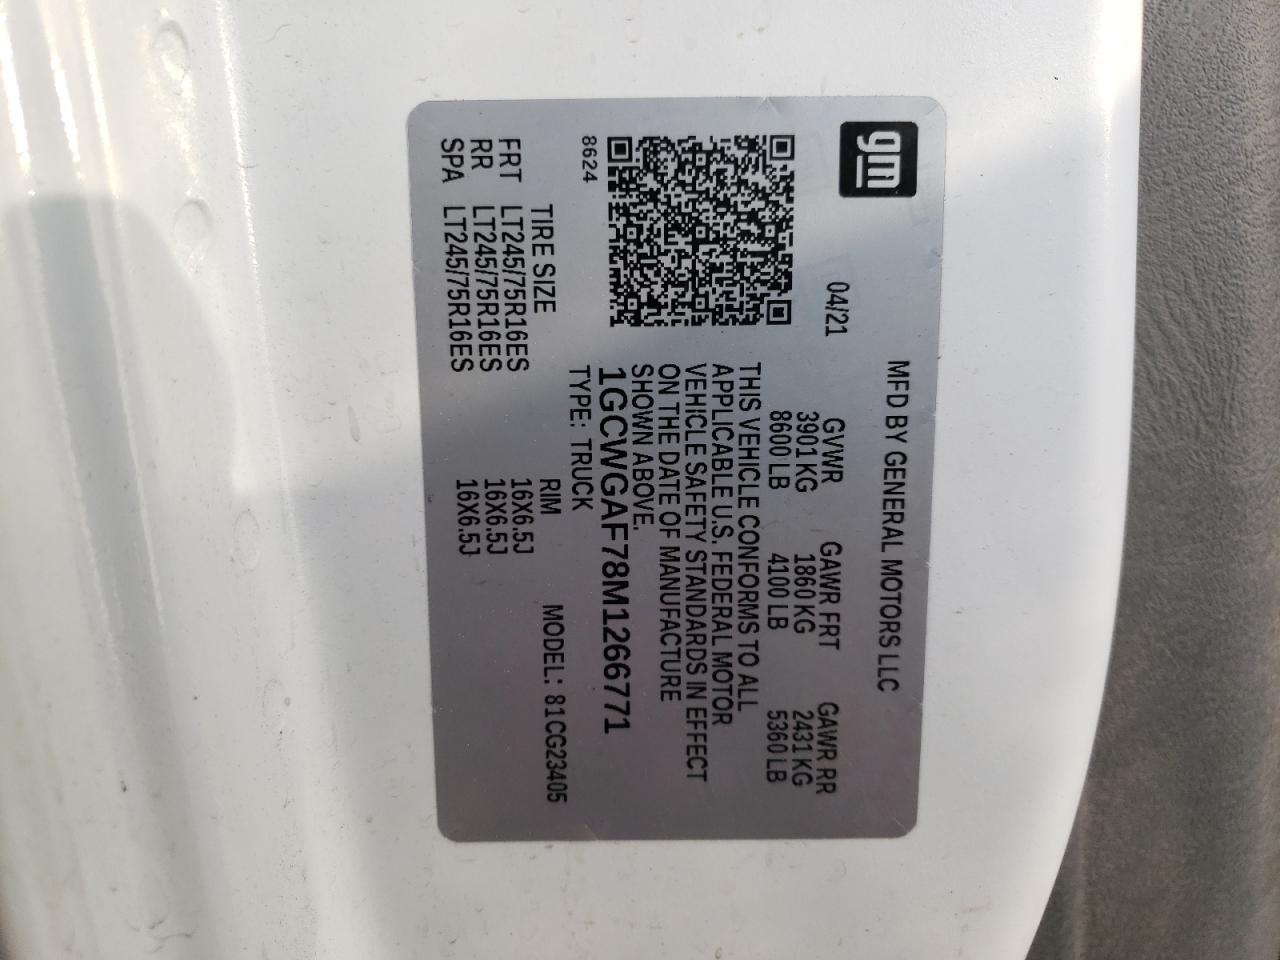 gm
MFD BY GENERAL MOTORS LLC
04/21
GVWR GAWR FRT GAWR RR
3901 KG 1860 KG 2431 KG
8600 LB 4100 LB 5360 LB
THIS VEHICLE CONFORMS TO ALL
APPLICABLE U.S. FEDERAL MOTOR
VEHICLE SAFETY STANDARDS IN EFFECT
ON THE DATE OF MANUFACTURE
SHOWN ABOVE.
1GCWGAF78M1266771
8624
TYPE: TRUCK MODEL: 81CG23405
TIRE SIZE RIM
FRT LT245/75R16ES 16X6.5J
RR LT245/75R16ES 16X6.5J
SPA LT245/75R16ES 16X6.5J